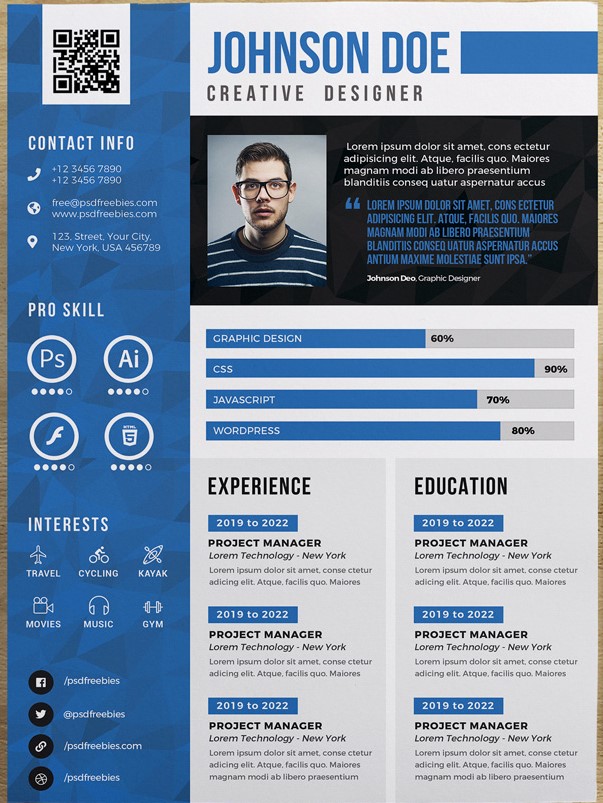 JOHNSON DOE
CREATIVE DESIGNER
CONTACT INFO
+12 3456 7890
+12 3456 7890
free@psdfreebies.com
www.psdfreebies.com
123, Street, Your City,
New York, USA 456789
PRO SKILL
Ps
Ai
HTML
5
INTERESTS
TRAVEL CYCLING KAYAK
MOVIES MUSIC GYM
/psdfreebies
@psdfreebies
/psdfreebies.com
/psdfreebies
Lorem ipsum dolor sit amet, con ectetur
adipisicing elit. Atque, facilis quo. Maiores
magnam modi ab libero praesentium
blanditiis conseq uatur aspernatur accus
“ LOREM IPSUM DOLOR SIT AMET, CONS ECTETUR
ADIPISICING ELIT, ATQUE, FACILIS QUO. MAIORES
MAGNAM MODI AB LIBERO PRAESENTIUM
BLANDITIIS CONSEQ UATUR ASPERNATUR ACCUS
ANTIUM MAXIME MOLESTIAE SUNT IPSA.”
Johnson Deo, Graphic Designer
GRAPHIC DESIGN 60%
CSS 90%
JAVASCRIPT 70%
WORDPRESS 80%
EXPERIENCE
2019 to 2022
PROJECT MANAGER
Lorem Technology - New York
Lorem ipsum dolor sit amet, conse ctetur
adicing elit. Atque, facilis quo. Maiores
2019 to 2022
PROJECT MANAGER
Lorem Technology - New York
Lorem ipsum dolor sit amet, conse ctetur
adicing elit. Atque, facilis quo. Maiores
2019 to 2022
PROJECT MANAGER
Lorem Technology - New York
Lorem ipsum dolor sit amet, conse ctetur
adicing elit. Atque, facilis quo. Maiores
magnam modi ab libero praesentium
EDUCATION
2019 to 2022
PROJECT MANAGER
Lorem Technology - New York
Lorem ipsum dolor sit amet, conse ctetur
adicing elit. Atque, facilis quo. Maiores
2019 to 2022
PROJECT MANAGER
Lorem Technology - New York
Lorem ipsum dolor sit amet, conse ctetur
adicing elit. Atque, facilis quo. Maiores
2019 to 2022
PROJECT MANAGER
Lorem Technology - New York
Lorem ipsum dolor sit amet, conse ctetur
adicing elit. Atque, facilis quo. Maiores
magnam modi ab libero praesentium